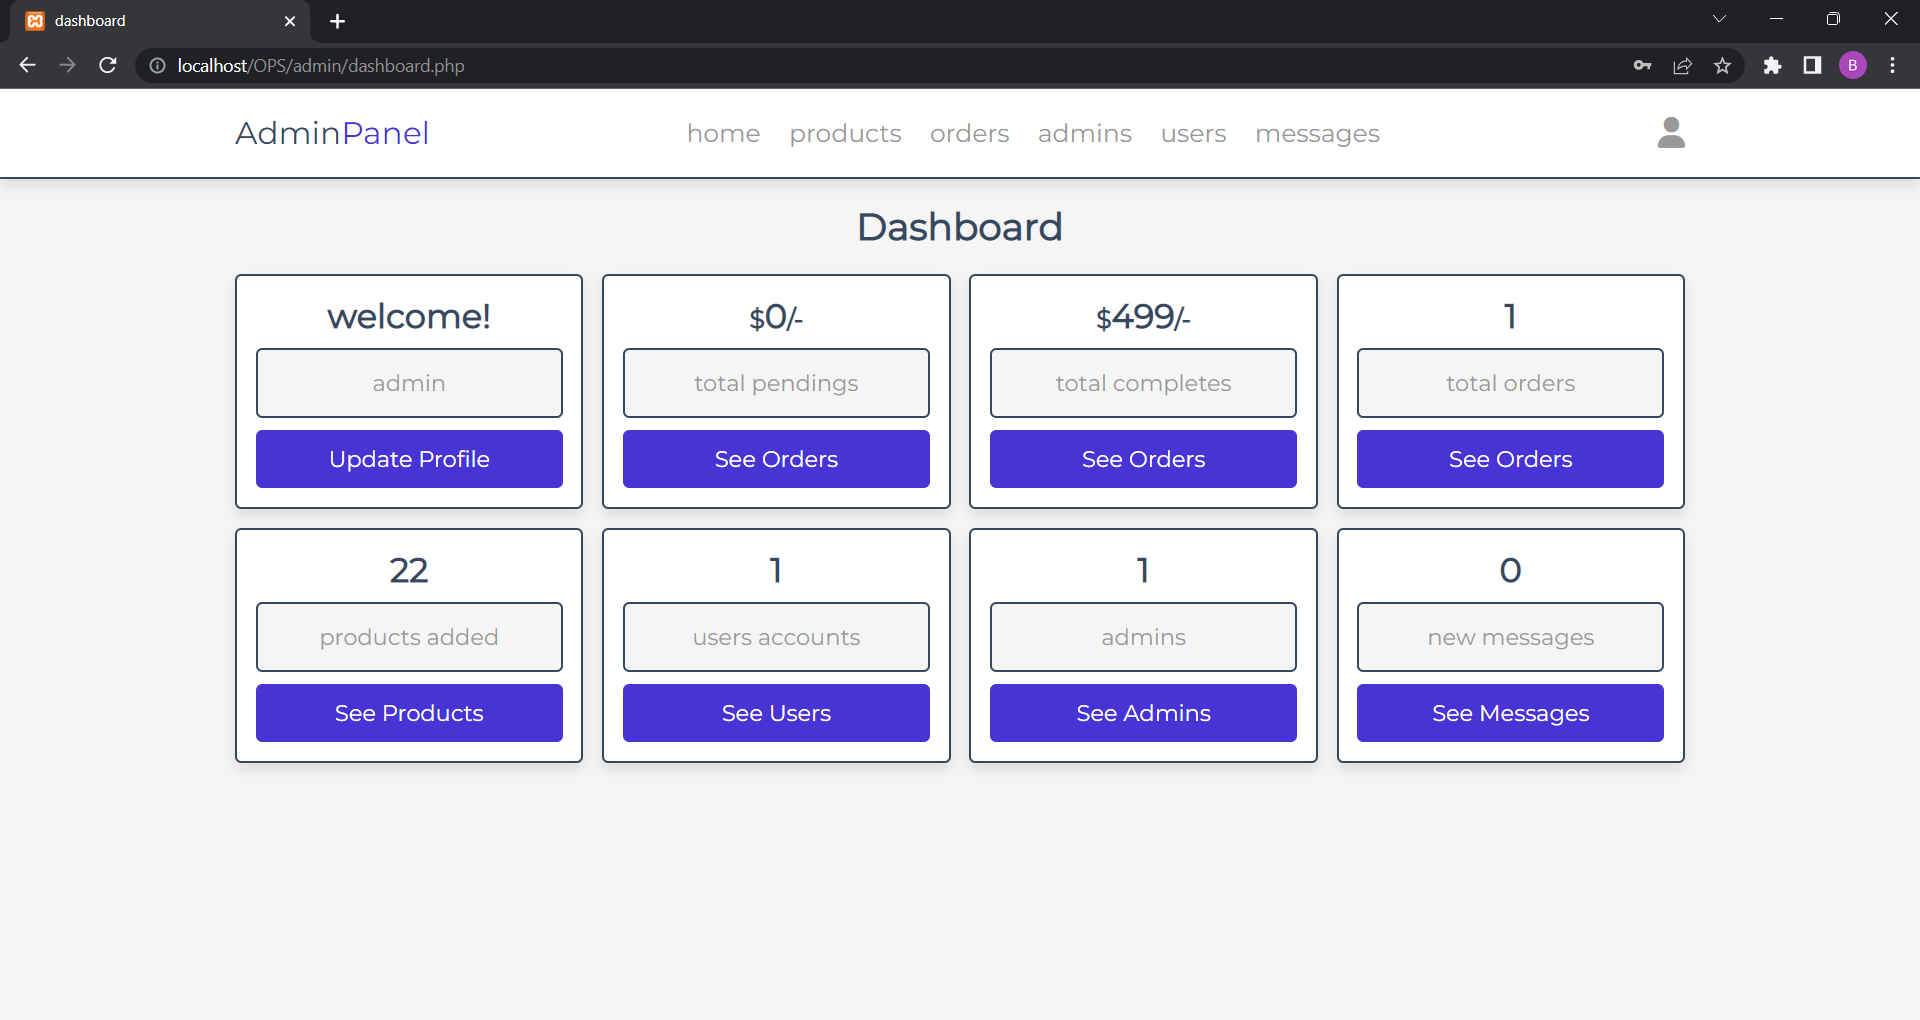 dashboard
localhost/OPS/admin/dashboard.php
B
AdminPanel
home products orders admins users messages
Dashboard
welcome!
admin
Update Profile
$0/-
total pendings
See Orders
$499/-
total completes
See Orders
1
total orders
See Orders
22
products added
See Products
1
users accounts
See Users
1
admins
See Admins
0
new messages
See Messages